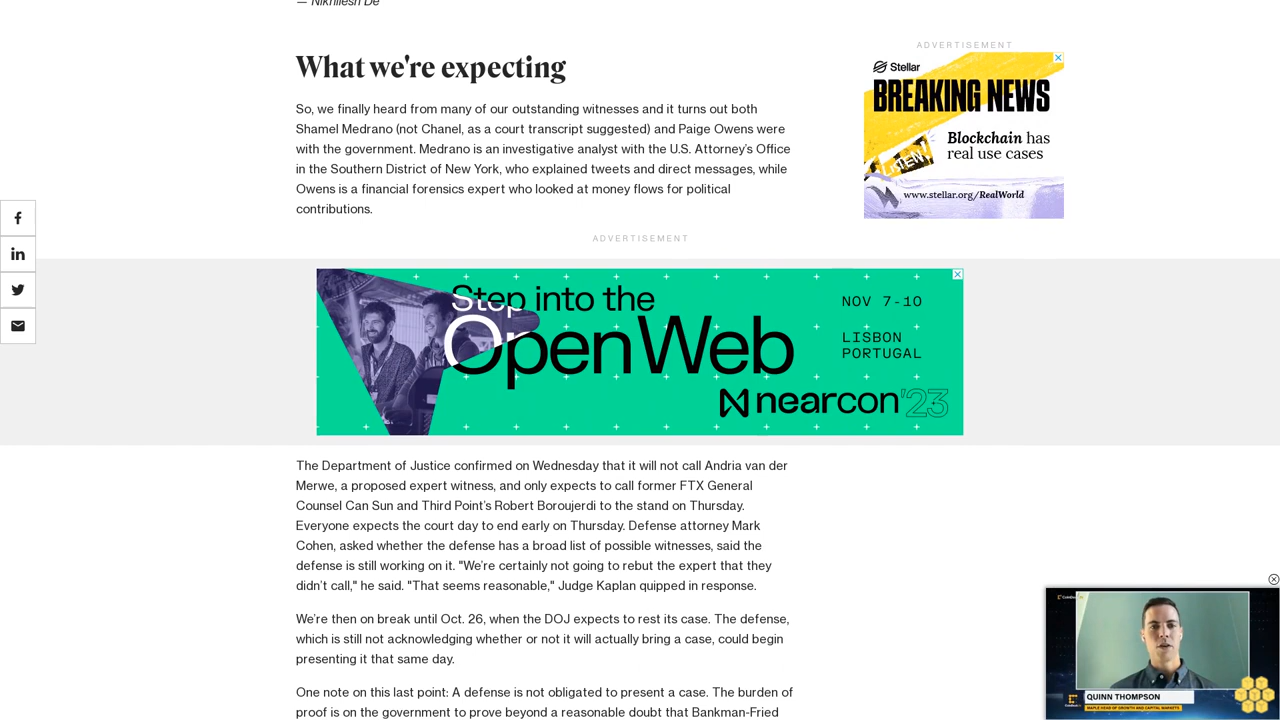 — Nikhilesh De
What we're expecting
So, we finally heard from many of our outstanding witnesses and it turns out both
Shamel Medrano (not Chanel, as a court transcript suggested) and Paige Owens were
with the government. Medrano is an investigative analyst with the U.S. Attorney’s Office
in the Southern District of New York, who explained tweets and direct messages, while
Owens is a financial forensics expert who looked at money flows for political
contributions.
ADVERTISEMENT
Stellar
BREAKING NEWS
LISTEN!
Blockchain has
real use cases
www.stellar.org/RealWorld
ADVERTISEMENT
Step into the
OpenWeb
NOV 7-10
LISBON
PORTUGAL
nearcon'23
The Department of Justice confirmed on Wednesday that it will not call Andria van der
Merwe, a proposed expert witness, and only expects to call former FTX General
Counsel Can Sun and Third Point’s Robert Boroujerdi to the stand on Thursday.
Everyone expects the court day to end early on Thursday. Defense attorney Mark
Cohen, asked whether the defense has a broad list of possible witnesses, said the
defense is still working on it. "We’re certainly not going to rebut the expert that they
didn’t call," he said. "That seems reasonable," Judge Kaplan quipped in response.
We’re then on break until Oct. 26, when the DOJ expects to rest its case. The defense,
which is still not acknowledging whether or not it will actually bring a case, could begin
presenting it that same day.
One note on this last point: A defense is not obligated to present a case. The burden of
proof is on the government to prove beyond a reasonable doubt that Bankman-Fried
QUINN THOMPSON
MAPLE HEAD OF GROWTH AND CAPITAL MARKETS